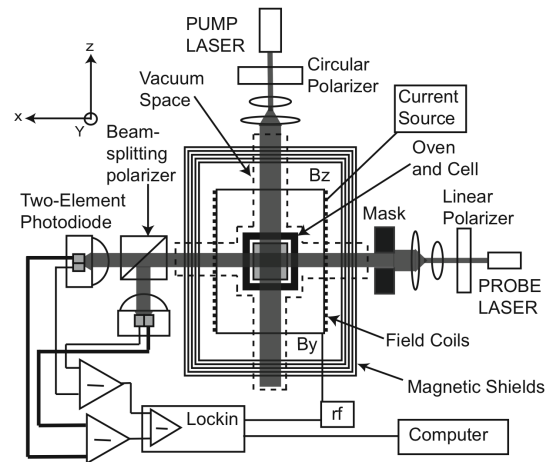 PUMP
LASER
Circular
Polarizer
z
x
Y
Vacuum
Space
Current
Source
Beam-
splitting
polarizer
Bz
Oven
and Cell
Two-Element
Photodiode
Mask
Linear
Polarizer
PROBE
LASER
By
Field Coils
Magnetic Shields
Lockin
rf
Computer